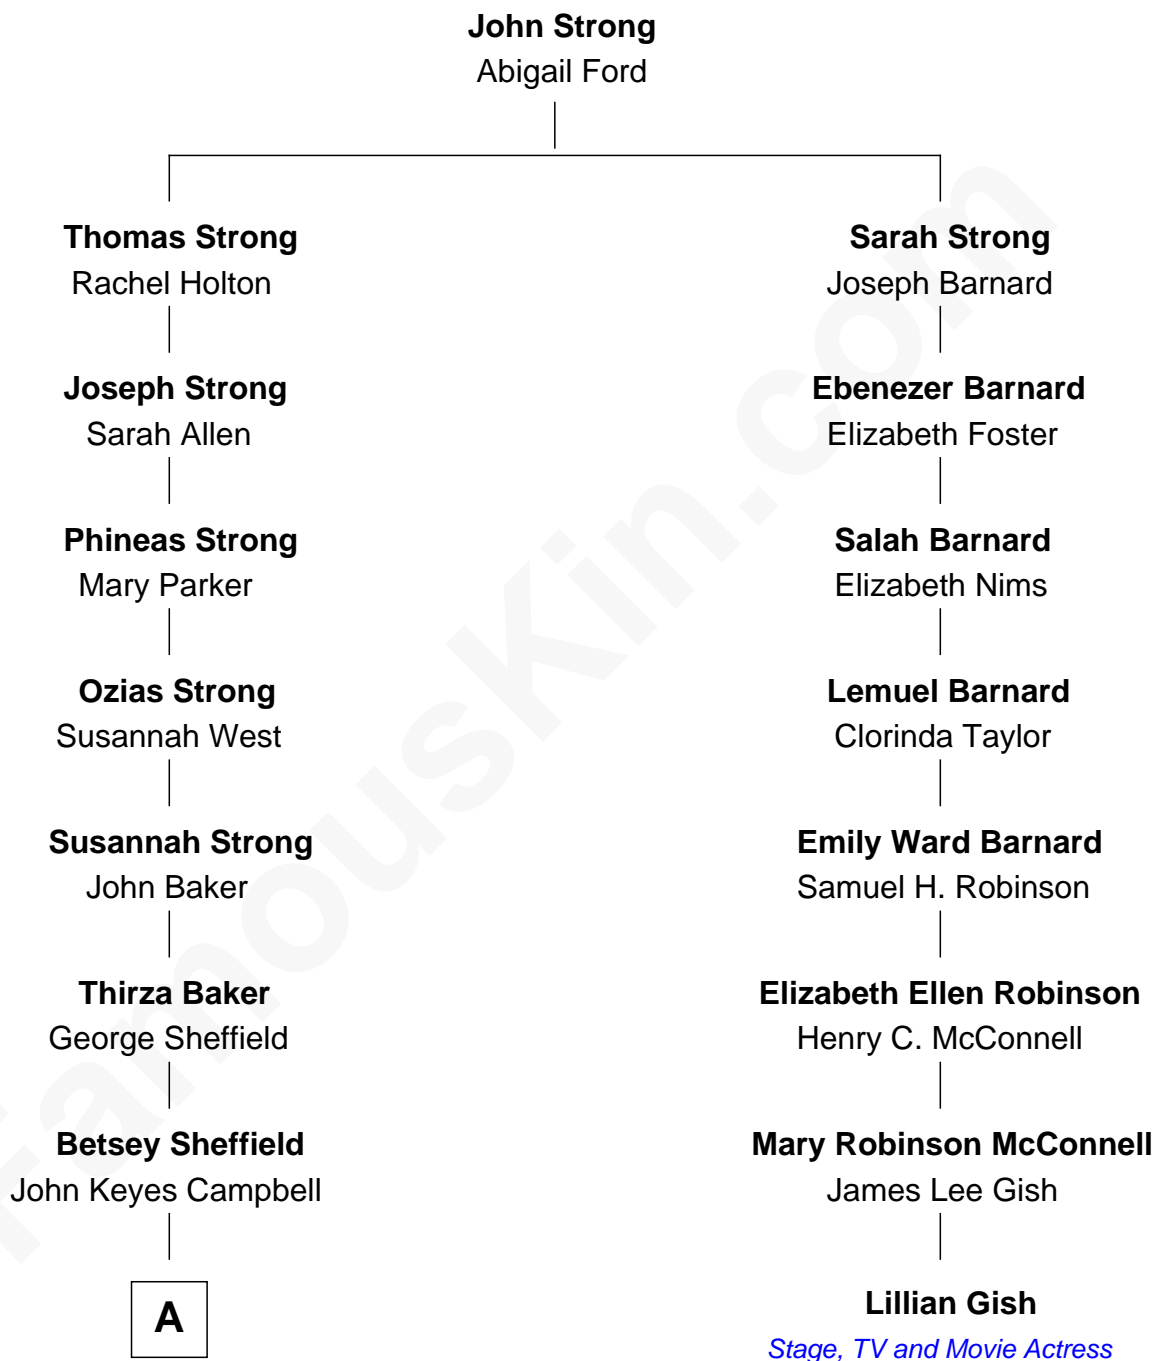 John Strong
Abigail Ford
Thomas Strong
Rachel Holton
Sarah Strong
Joseph Barnard
Joseph Strong
Sarah Allen
Ebenezer Barnard
Elizabeth Foster
Phineas Strong
Mary Parker
Salah Barnard
Elizabeth Nims
Ozias Strong
Susannah West
Lemuel Barnard
Clorinda Taylor
Susannah Strong
John Baker
Emily Ward Barnard
Samuel H. Robinson
Thirza Baker
George Sheffield
Elizabeth Ellen Robinson
Henry C. McConnell
Betsey Sheffield
John Keyes Campbell
Mary Robinson McConnell
James Lee Gish
A
Lillian Gish
Stage, TV and Movie Actress
FamousKin.com